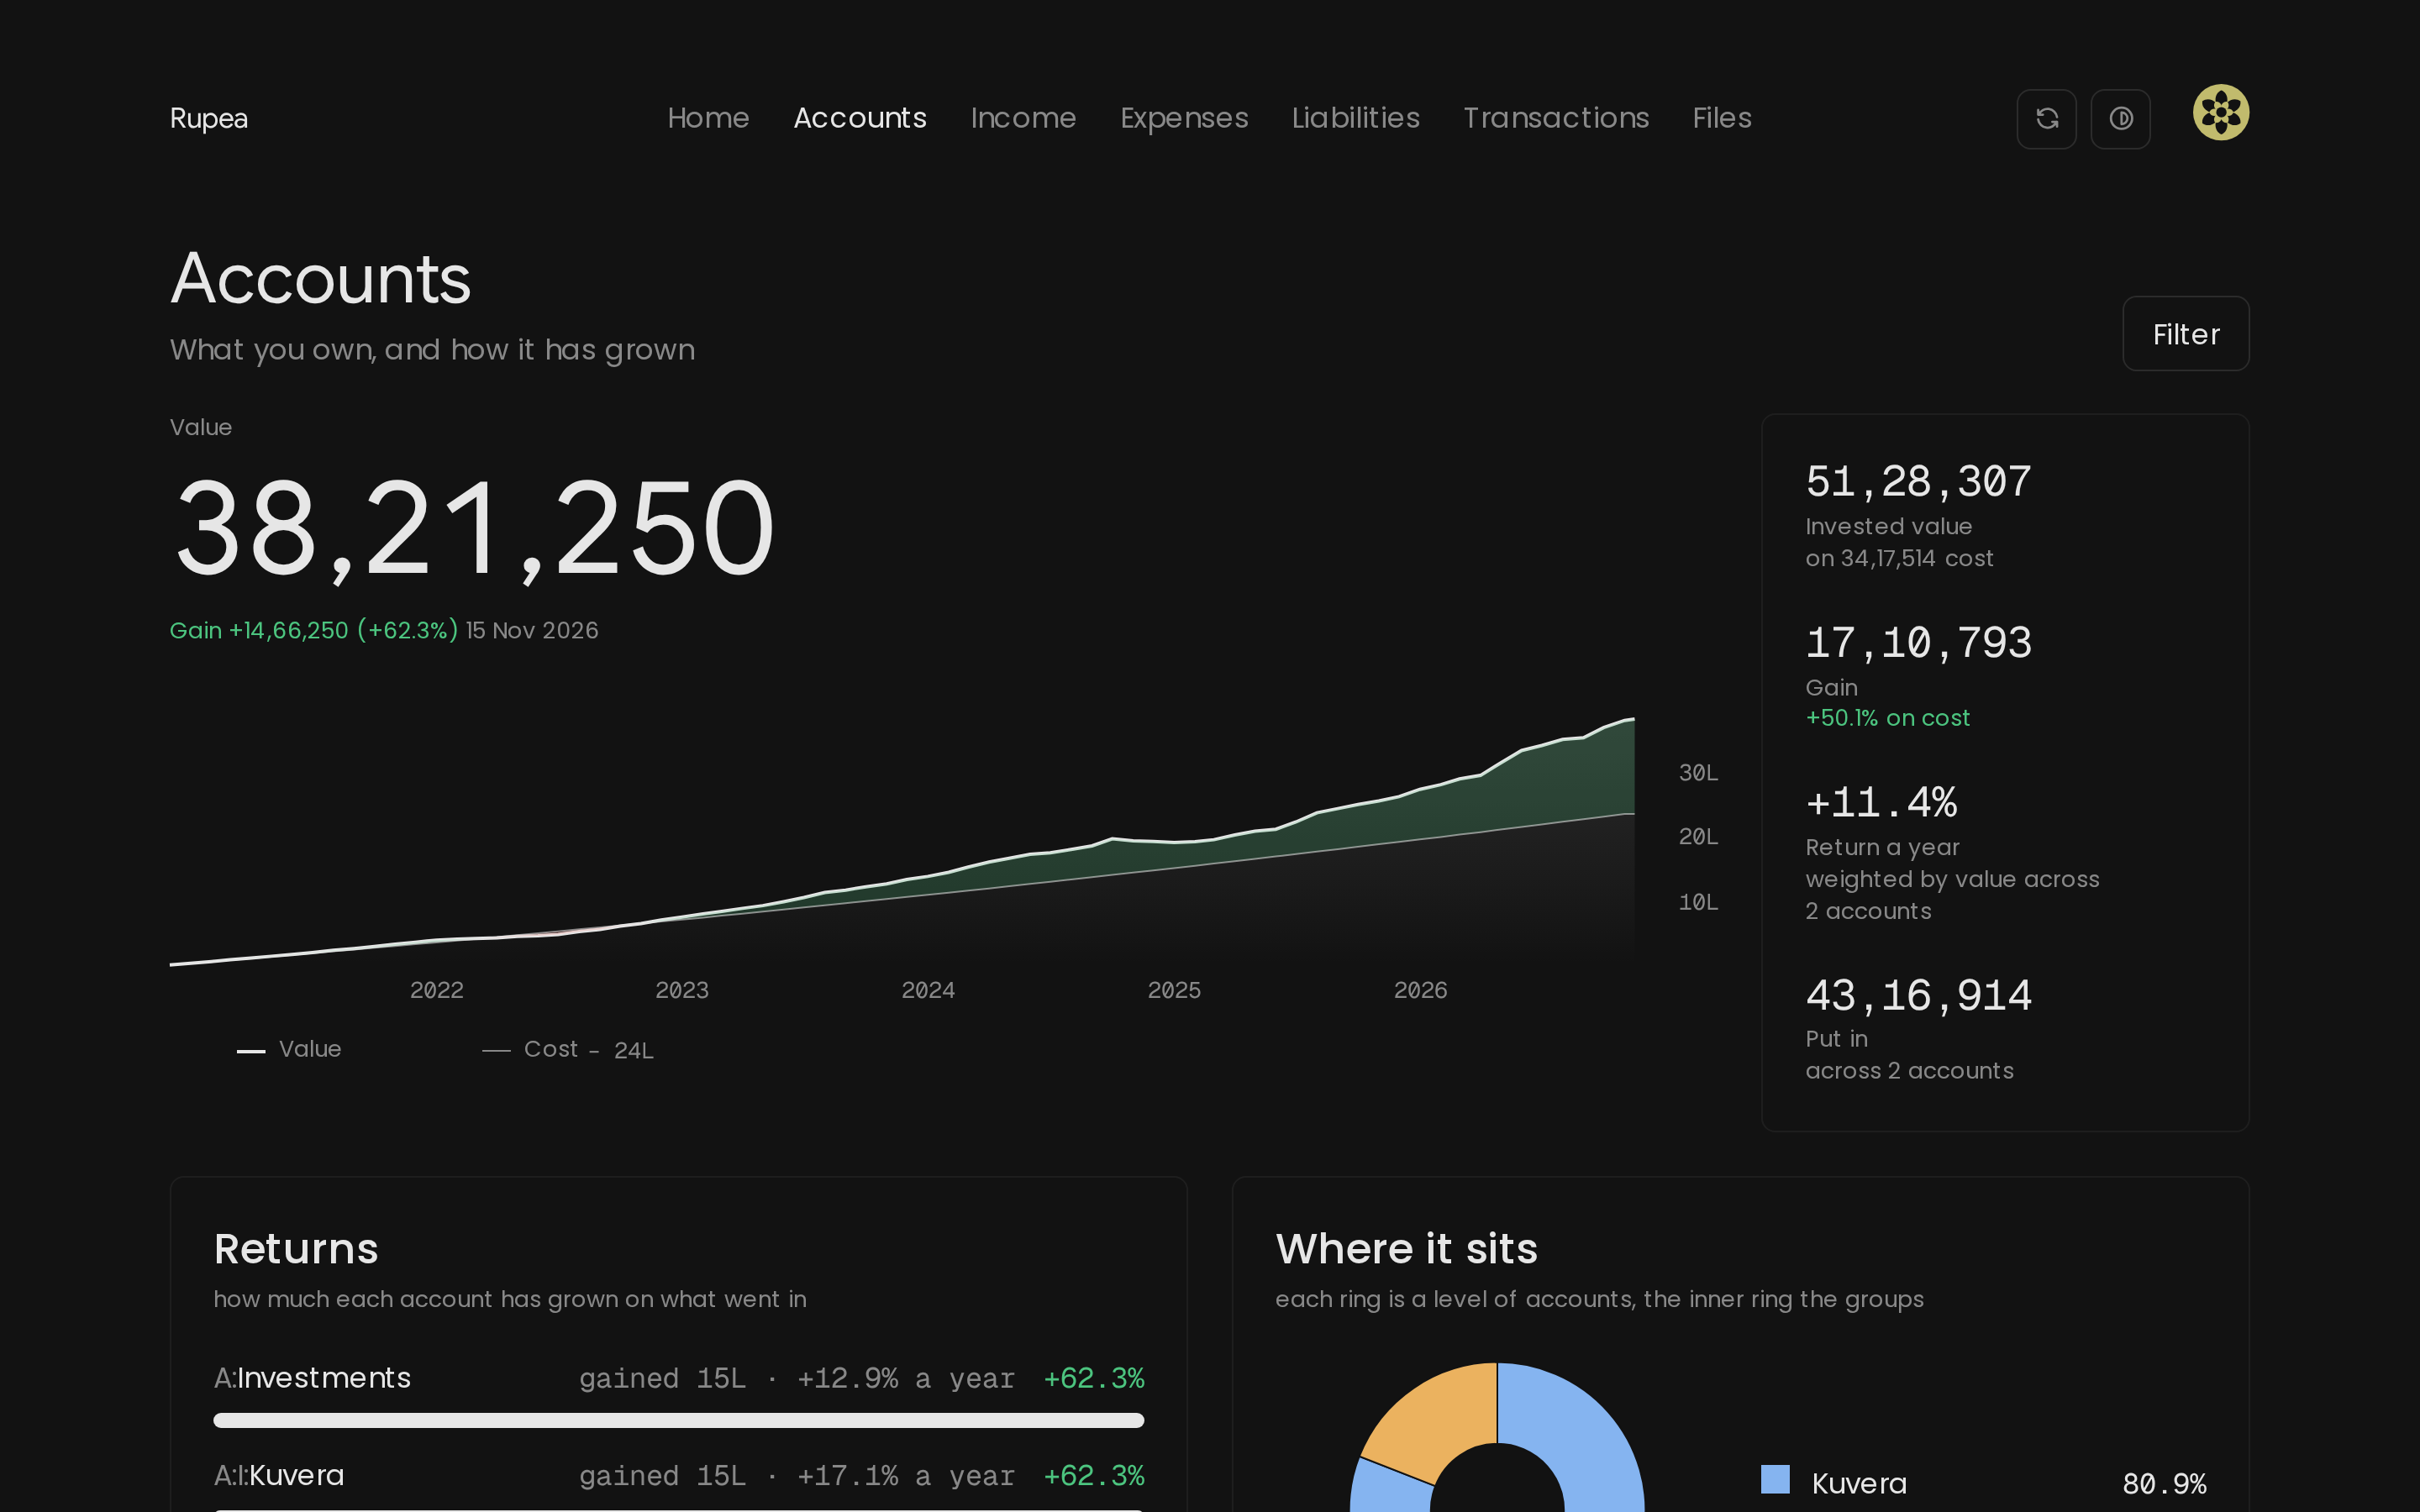 Rupea
Home Accounts Income Expenses Liabilities Transactions Files
Accounts
What you own, and how it has grown
Filter
Value
38,21,250
Gain +14,66,250 (+62.3%) 15 Nov 2026
30L
20L
10L
2022 2023 2024 2025 2026
Value Cost - 24L
51,28,307
Invested value
on 34,17,514 cost
17,10,793
Gain
+50.1% on cost
+11.4%
Return a year
weighted by value across
2 accounts
43,16,914
Put in
across 2 accounts
Returns
how much each account has grown on what went in
A:Investments gained 15L · +12.9% a year +62.3%
A:I:Kuvera gained 15L · +17.1% a year +62.3%
Where it sits
each ring is a level of accounts, the inner ring the groups
Kuvera 80.9%